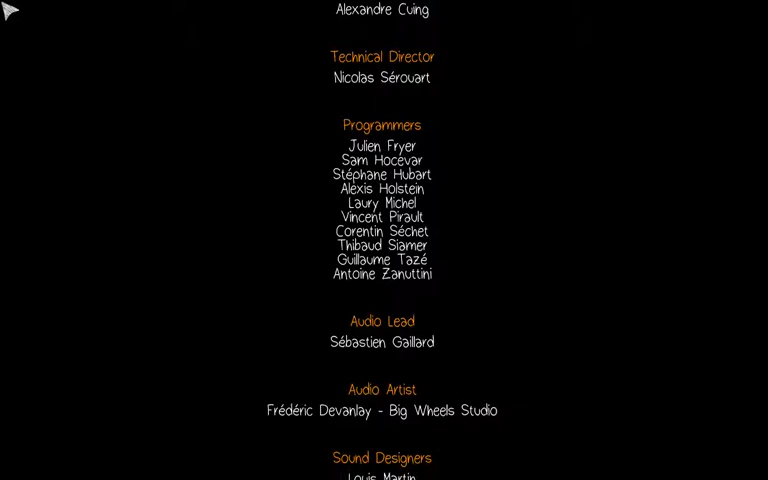 Alexandre Cuing
Technical Director
Nicolas Sérouart
Programmers
Julien Fryer
Sam Hocevar
Stéphane Hubart
Alexis Holstein
Laury Michel
Vincent Pirault
Corentin Séchet
Thibaud Siamer
Guillaume Tazé
Antoine Zanuttini
Audio Lead
Sébastien Gaillard
Audio Artist
Frédéric Devanlay - Big Wheels Studio
Sound Designers
Louis Martin